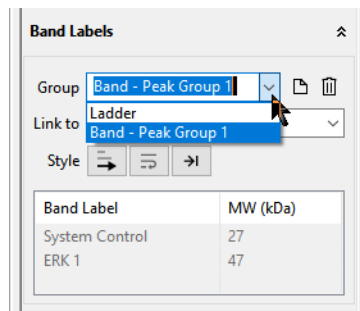 Band Labels
Group Band - Peak Group 1
Ladder
Link to
Band - Peak Group 1
Style
Band Label MW (kDa)
System Control 27
ERK 1 47